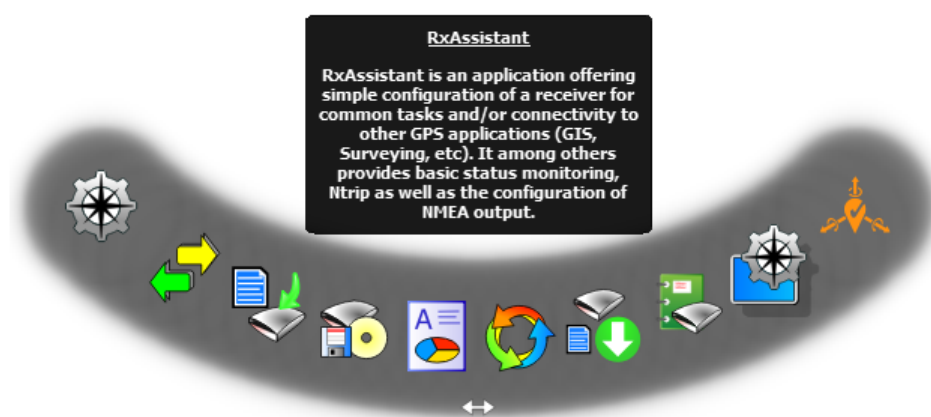 RxAssistant
RxAssistant is an application offering
simple configuration of a receiver for
common tasks and/or connectivity to
other GPS applications (GIS,
Surveying, etc). It among others
provides basic status monitoring,
Ntrip as well as the configuration of
NMEA output.
A